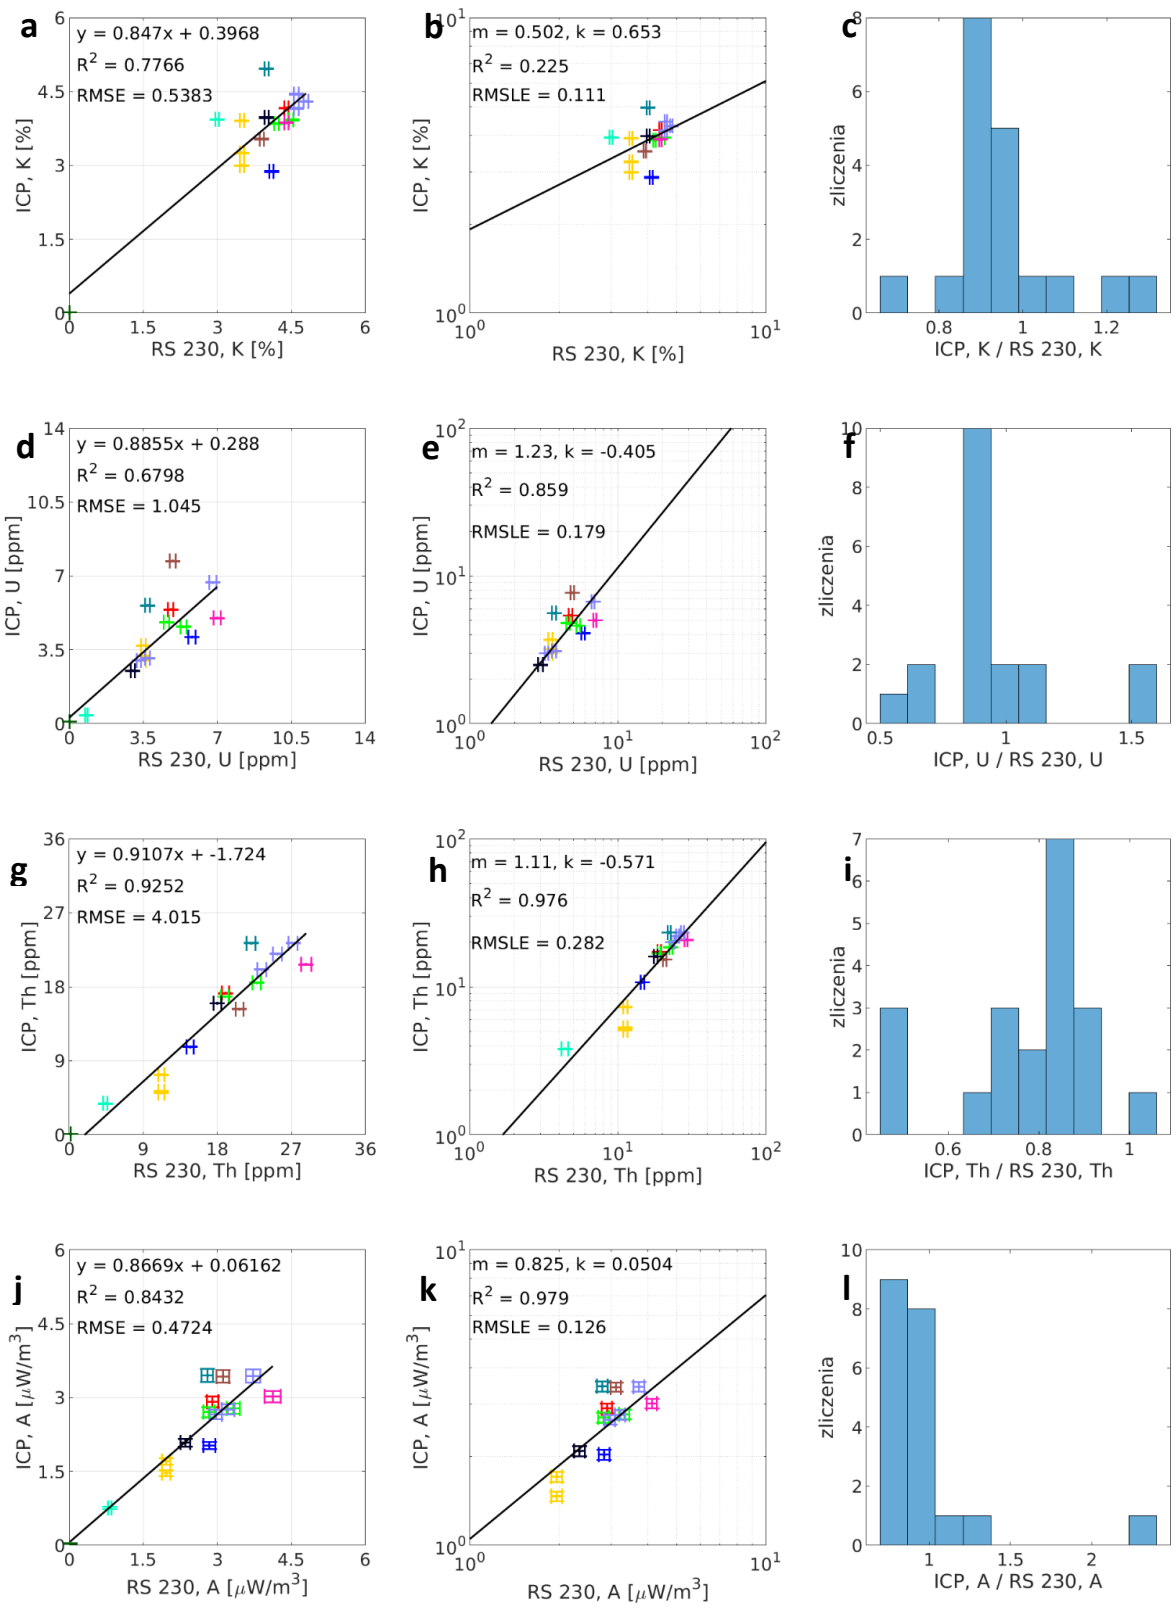 a
y = 0.847x + 0.3968
R² = 0.7766
RMSE = 0.5383
6
4.5
3
1.5
0
0 1.5 3 4.5 6
ICP, K [%]
RS 230, K [%]
b
m = 0.502, k = 0.653
R² = 0.225
RMSLE = 0.111
10¹
10⁰
10⁰ 10¹
ICP, K [%]
RS 230, K [%]
c
8
6
4
2
0
0.8 1 1.2
zliczenia
ICP, K / RS 230, K
d
y = 0.8855x + 0.288
R² = 0.6798
RMSE = 1.045
14
10.5
7
3.5
0
0 3.5 7 10.5 14
ICP, U [ppm]
RS 230, U [ppm]
e
m = 1.23, k = -0.405
R² = 0.859
RMSLE = 0.179
10²
10¹
10⁰
10⁰ 10¹ 10²
ICP, U [ppm]
RS 230, U [ppm]
f
10
8
6
4
2
0
0.5 1 1.5
zliczenia
ICP, U / RS 230, U
g
y = 0.9107x + -1.724
R² = 0.9252
RMSE = 4.015
36
27
18
9
0
0 9 18 27 36
ICP, Th [ppm]
RS 230, Th [ppm]
h
m = 1.11, k = -0.571
R² = 0.976
RMSLE = 0.282
10²
10¹
10⁰
10⁰ 10¹ 10²
ICP, Th [ppm]
RS 230, Th [ppm]
i
7
6
5
4
3
2
1
0
0.6 0.8 1
zliczenia
ICP, Th / RS 230, Th
j
y = 0.8669x + 0.06162
R² = 0.8432
RMSE = 0.4724
6
4.5
3
1.5
0
0 1.5 3 4.5 6
ICP, A [μW/m³]
RS 230, A [μW/m³]
k
m = 0.825, k = 0.0504
R² = 0.979
RMSLE = 0.126
10¹
10⁰
10⁰ 10¹
ICP, A [μW/m³]
RS 230, A [μW/m³]
l
10
8
6
4
2
0
1 1.5 2
zliczenia
ICP, A / RS 230, A